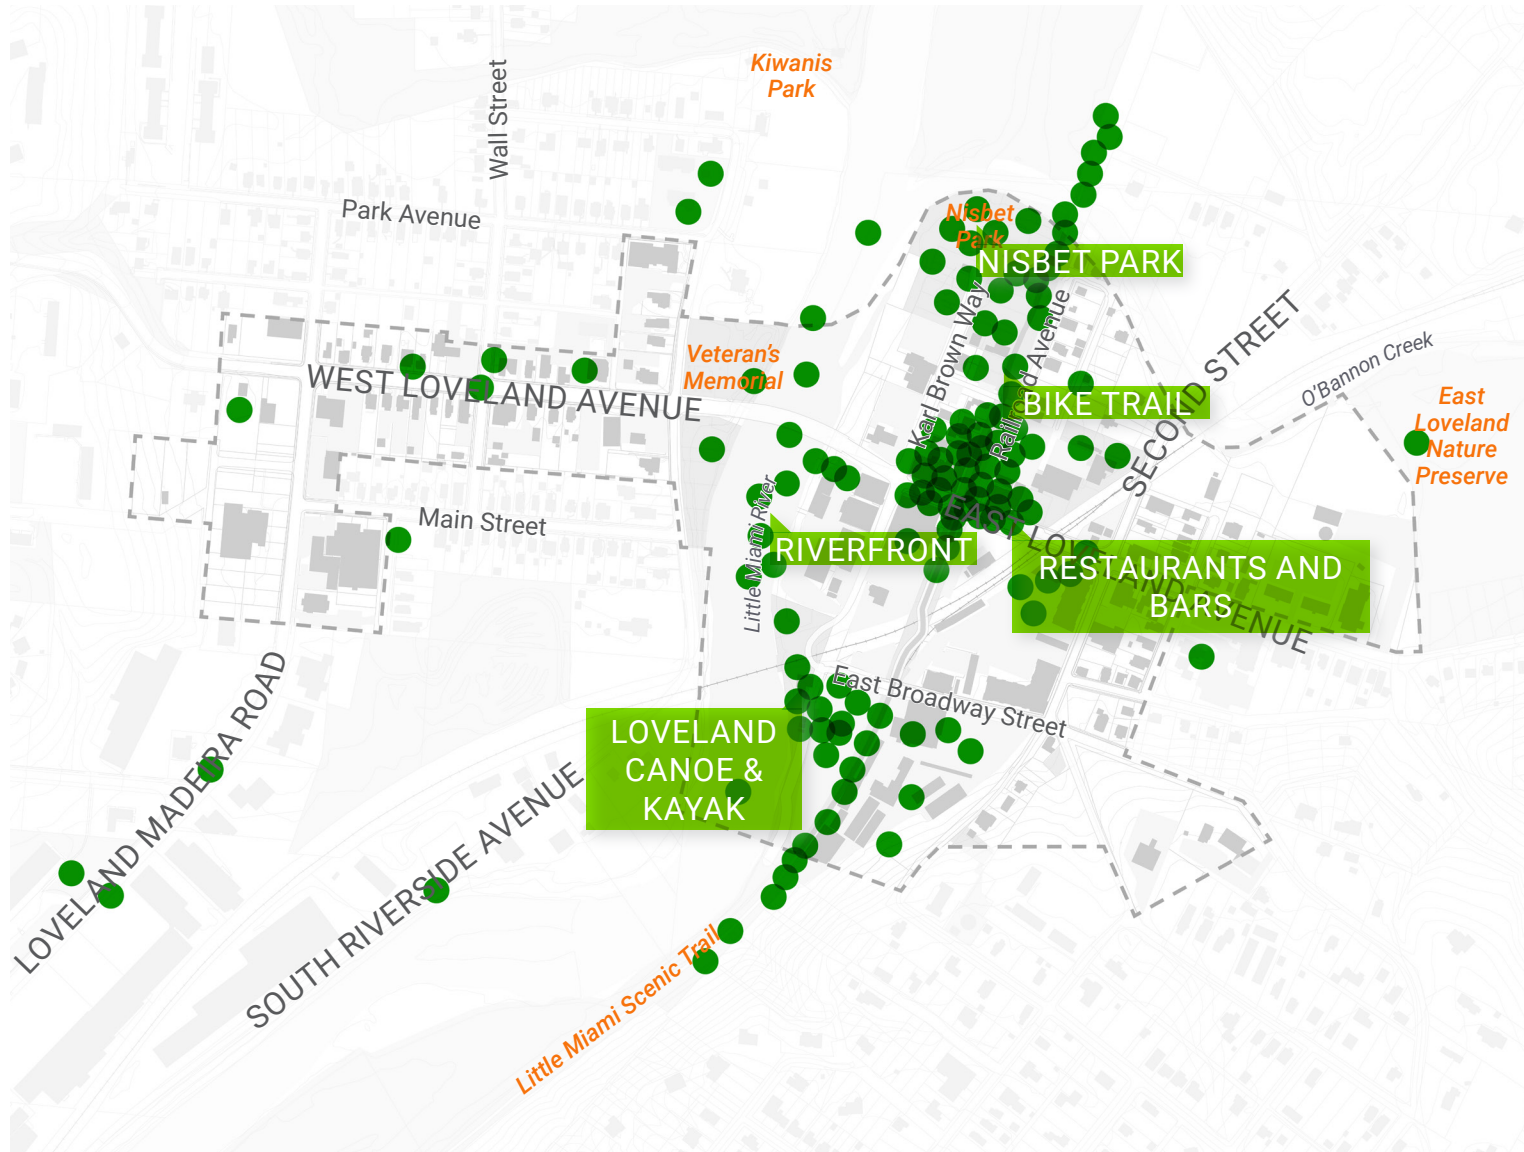 Kiwanis
Park
Wall Street
Park Avenue
Nisbet
Park
NISBET PARK
Karl Brown Way
Railroad Avenue
SECOND STREET
O'Bannon Creek
Veteran's
Memorial
WEST LOVELAND AVENUE
BIKE TRAIL
East
Loveland
Nature
Preserve
Main Street
Little Miami River
RIVERFRONT
EAST LOVELAND AVENUE
RESTAURANTS AND
BARS
East Broadway Street
LOVELAND
CANOE &
KAYAK
LOVELAND MADEIRA ROAD
SOUTH RIVERSIDE AVENUE
Little Miami Scenic Trail